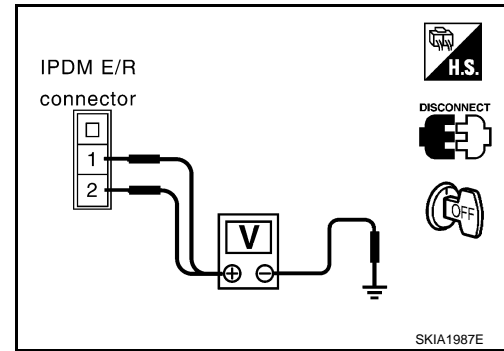 IPDM E/R
connector
1
2
V
+ −
H.S.
DISCONNECT
OFF
SKIA1987E